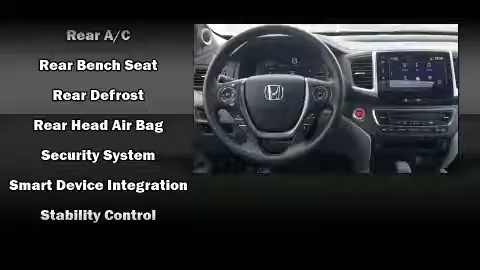 Rear A/C
Rear Bench Seat
Rear Defrost
Rear Head Air Bag
Security System
Smart Device Integration
Stability Control